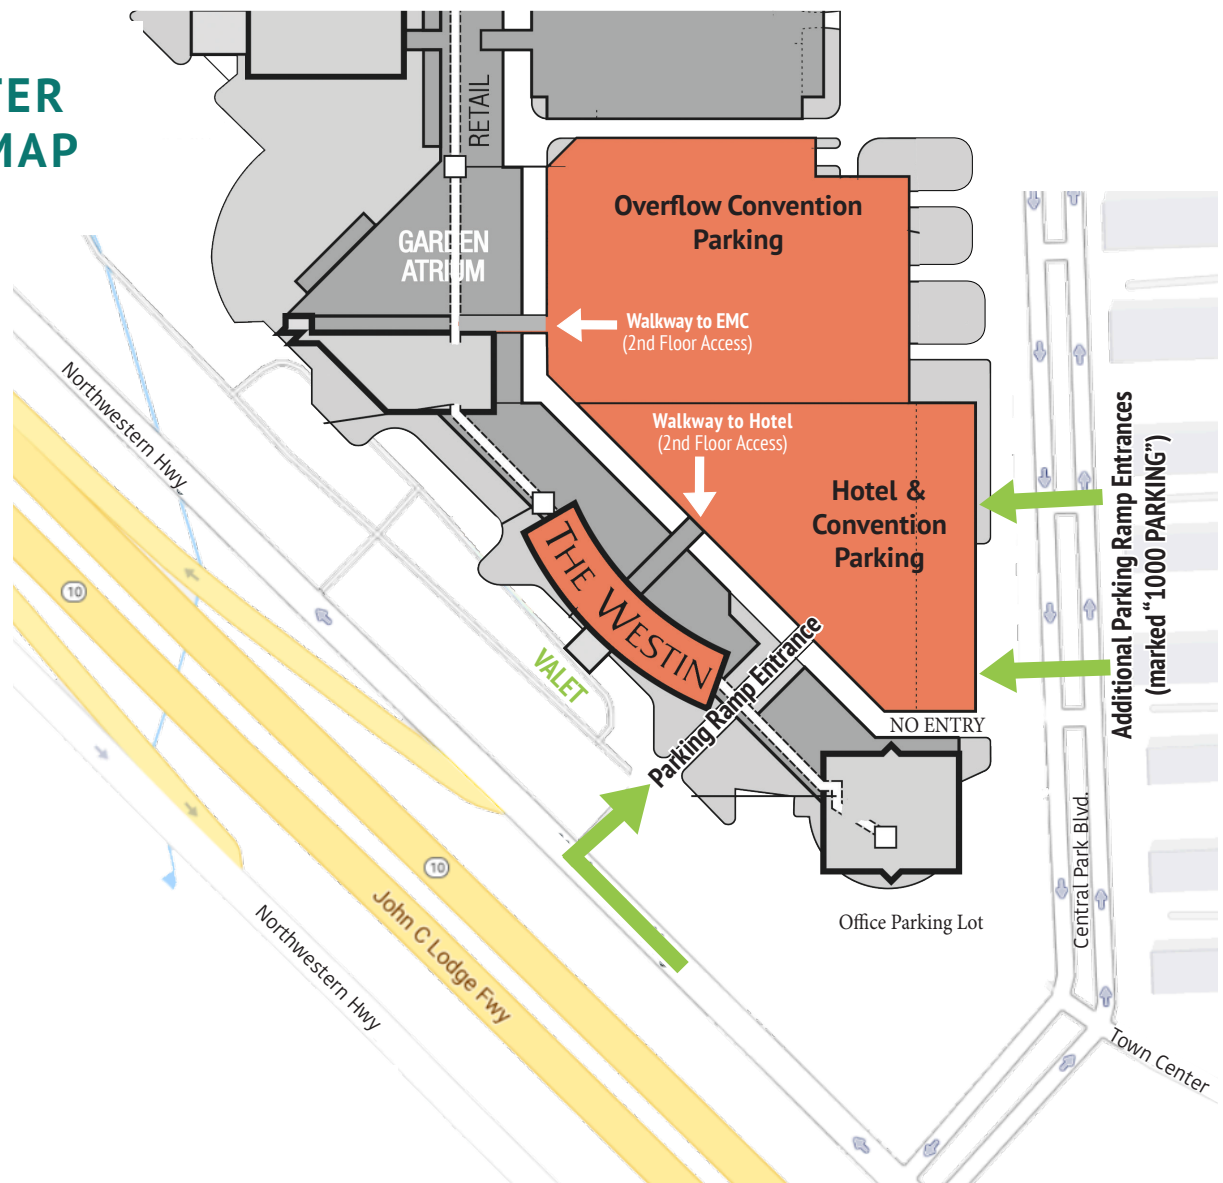 TER
MAP
RETAIL
GARDEN
ATRIUM
Overflow Convention
Parking
Walkway to EMC
(2nd Floor Access)
Walkway to Hotel
(2nd Floor Access)
Hotel &
Convention
Parking
Additional Parking Ramp Entrances
(marked “1000 PARKING”)
Northwestern Hwy
10
THE WESTIN
VALET
Parking Ramp Entrance
NO ENTRY
Central Park Blvd.
10
John C Lodge Fwy
Northwestern Hwy
Office Parking Lot
Town Center